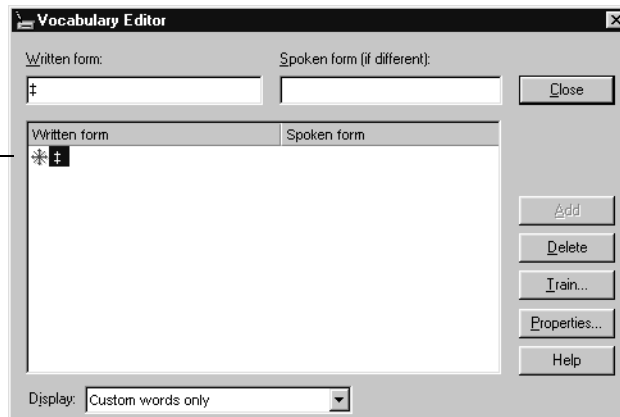 Vocabulary Editor
Written form: Spoken form (if different):
‡
Close
Written form Spoken form
‡
Add
Delete
Train...
Properties...
Help
Display: Custom words only